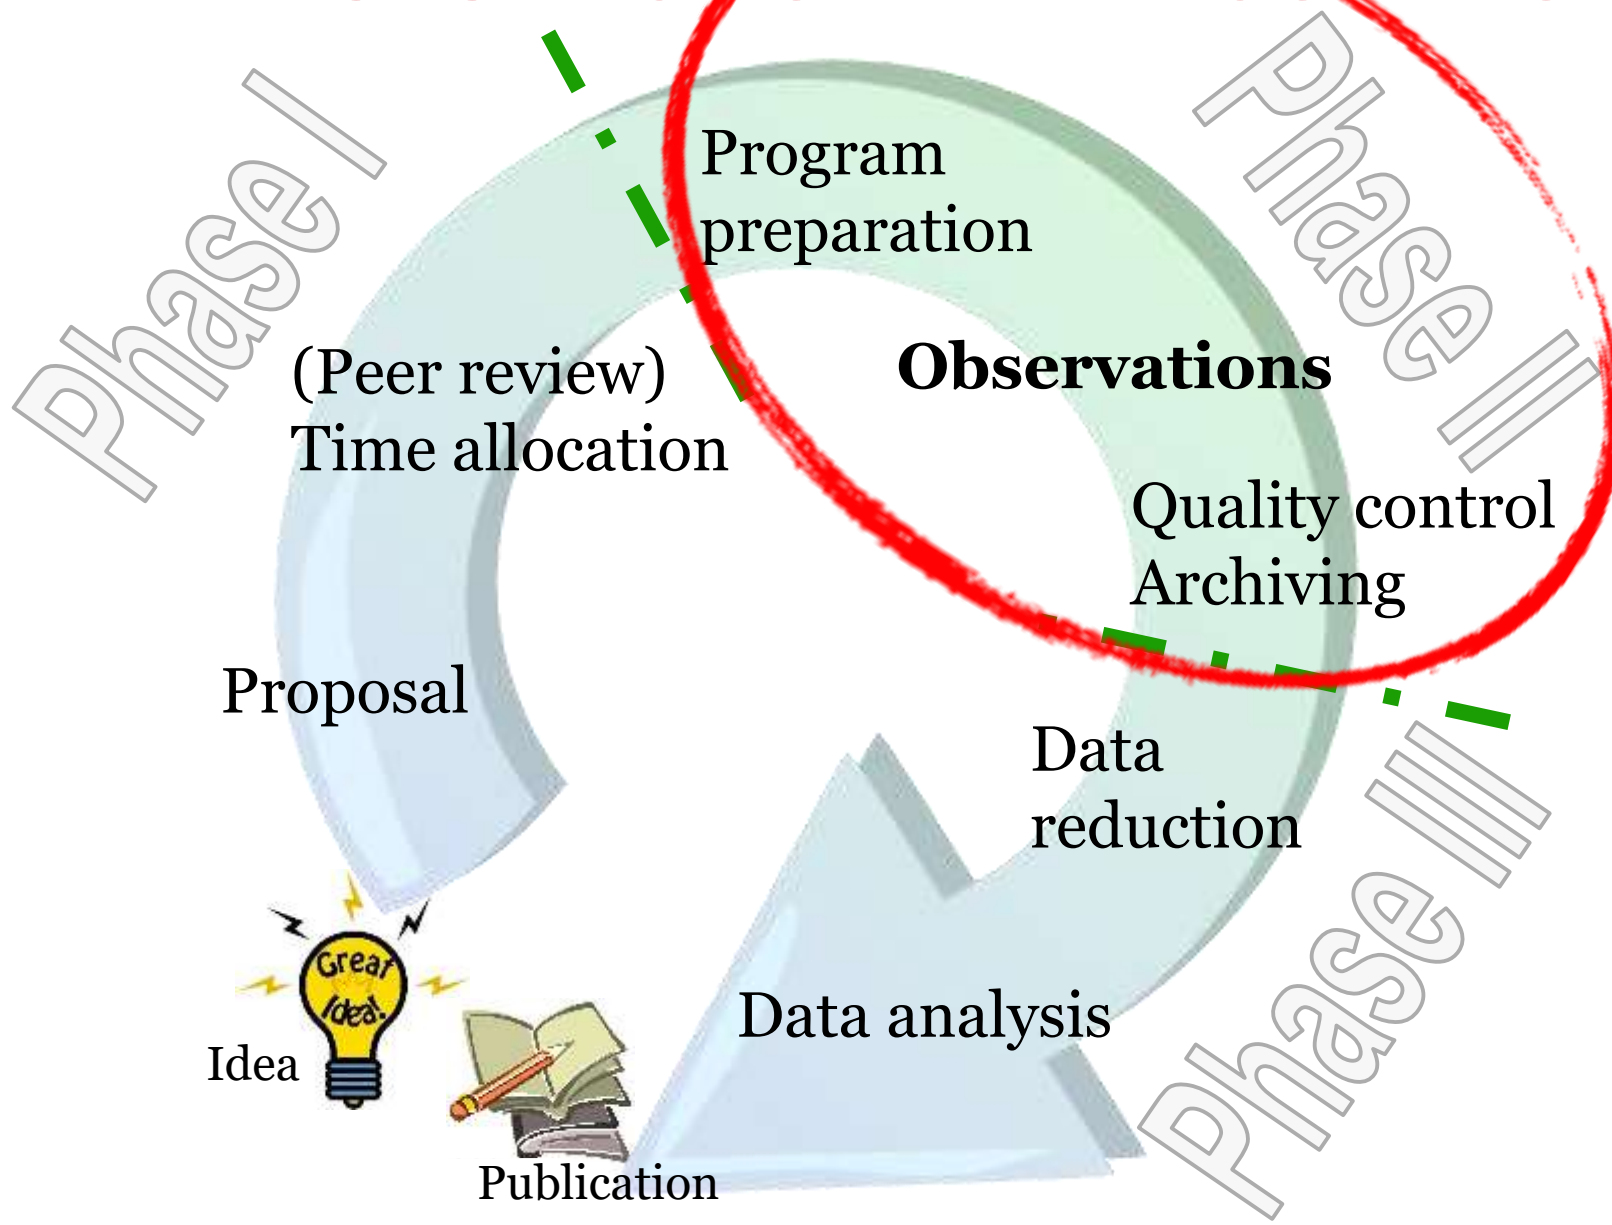 Phase I
Program
preparation
Phase II
(Peer review)
Time allocation
Observations
Quality control
Archiving
Proposal
Data
reduction
Phase III
Great
Idea!
Idea
Data analysis
Publication